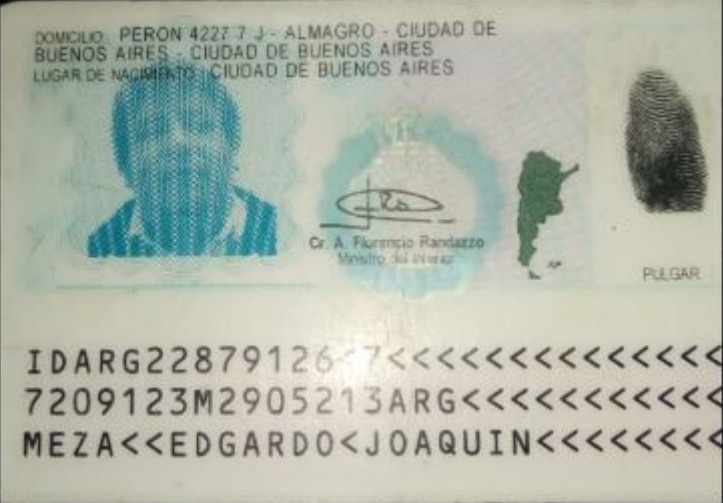 DOMICILIO: PERON 4227 7 J - ALMAGRO - CIUDAD DE
BUENOS AIRES - CIUDAD DE BUENOS AIRES
LUGAR DE NACIMIENTO: CIUDAD DE BUENOS AIRES
Cr. A. Florencio Randazzo
Ministro del Interior
PULGAR
IDARG22879126<7<<<<<<<<<<<<<<<
7209123M2905213ARG<<<<<<<<<<<
MEZA<<EDGARDO<JOAQUIN<<<<<<<<